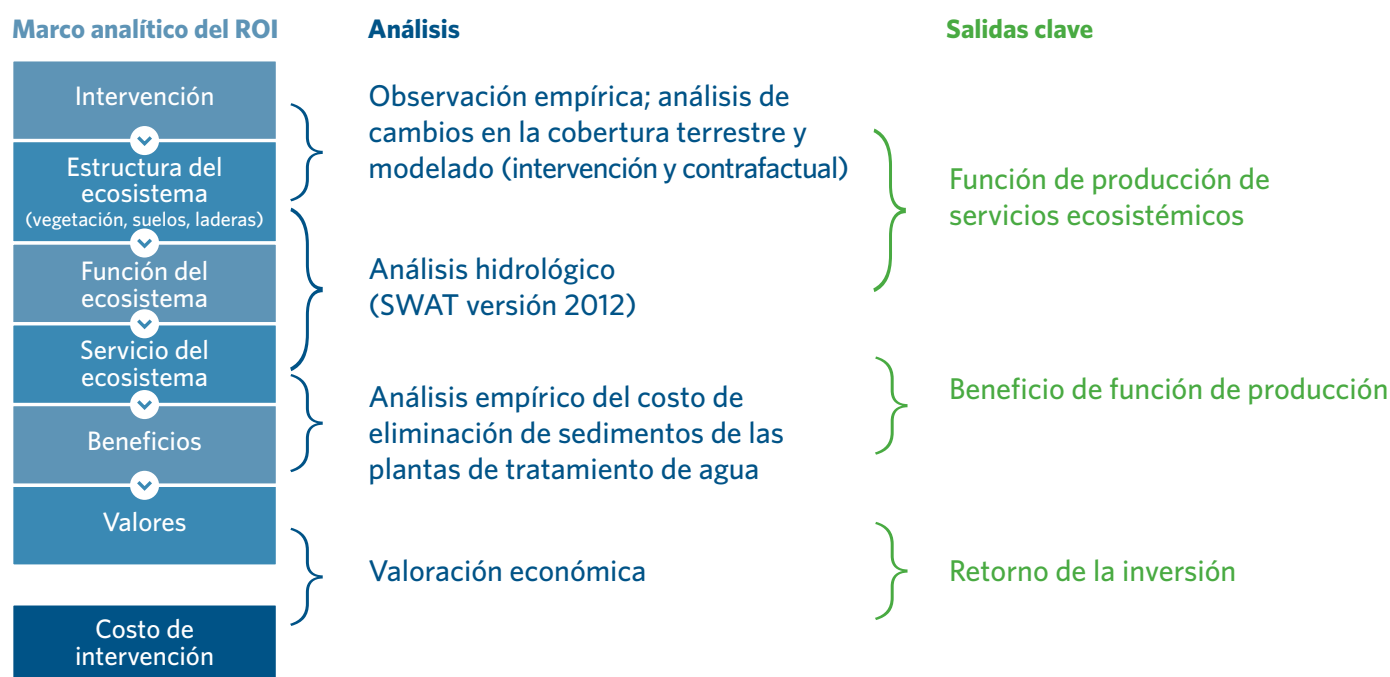 Marco analítico del ROI
Intervención
Estructura del
ecosistema
(vegetación, suelos, laderas)
Función del
ecosistema
Servicio del
ecosistema
Beneficios
Valores
Costo de
intervención
Análisis
Observación empírica; análisis de
cambios en la cobertura terrestre y
modelado (intervención y contrafactual)
Análisis hidrológico
(SWAT versión 2012)
Análisis empírico del costo de
eliminación de sedimentos de las
plantas de tratamiento de agua
Valoración económica
Salidas clave
Función de producción de
servicios ecosistémicos
Beneficio de función de producción
Retorno de la inversión